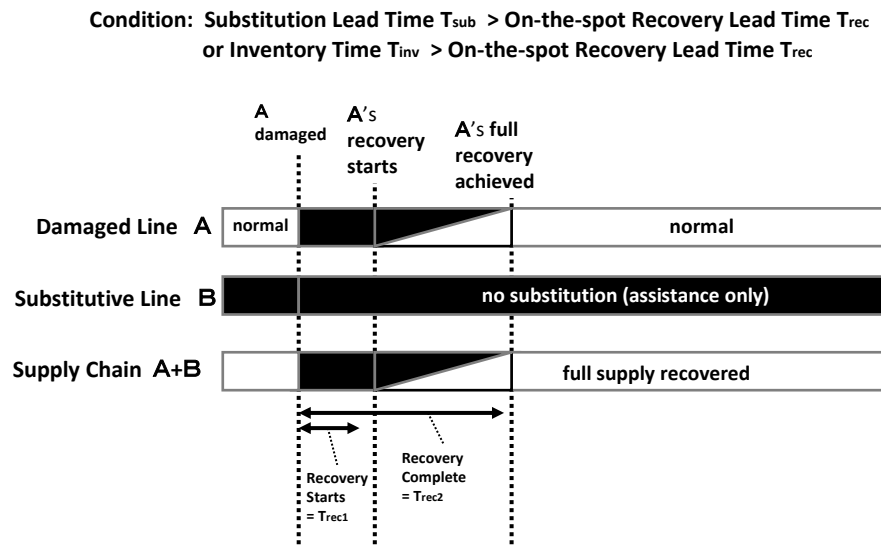 Condition: Substitution Lead Time Tsub > On-the-spot Recovery Lead Time Trec
or Inventory Time Tinv > On-the-spot Recovery Lead Time Trec
A
damaged
A's
recovery
starts
A's full
recovery
achieved
Damaged Line A
normal
normal
Substitutive Line B
no substitution (assistance only)
Supply Chain A+B
full supply recovered
Recovery
Starts
= Trec1
Recovery
Complete
= Trec2